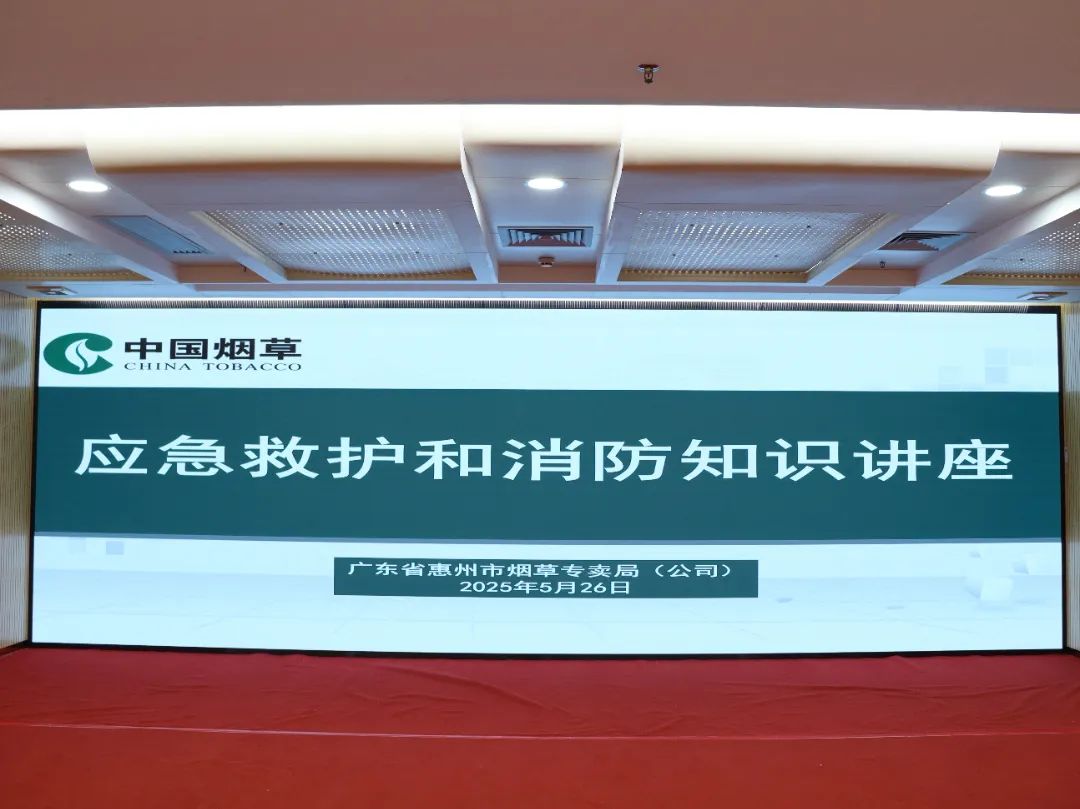 中国烟草
CHINA TOBACCO
应急救护和消防知识讲座
广东省惠州市烟草专卖局（公司）
2025年5月26日